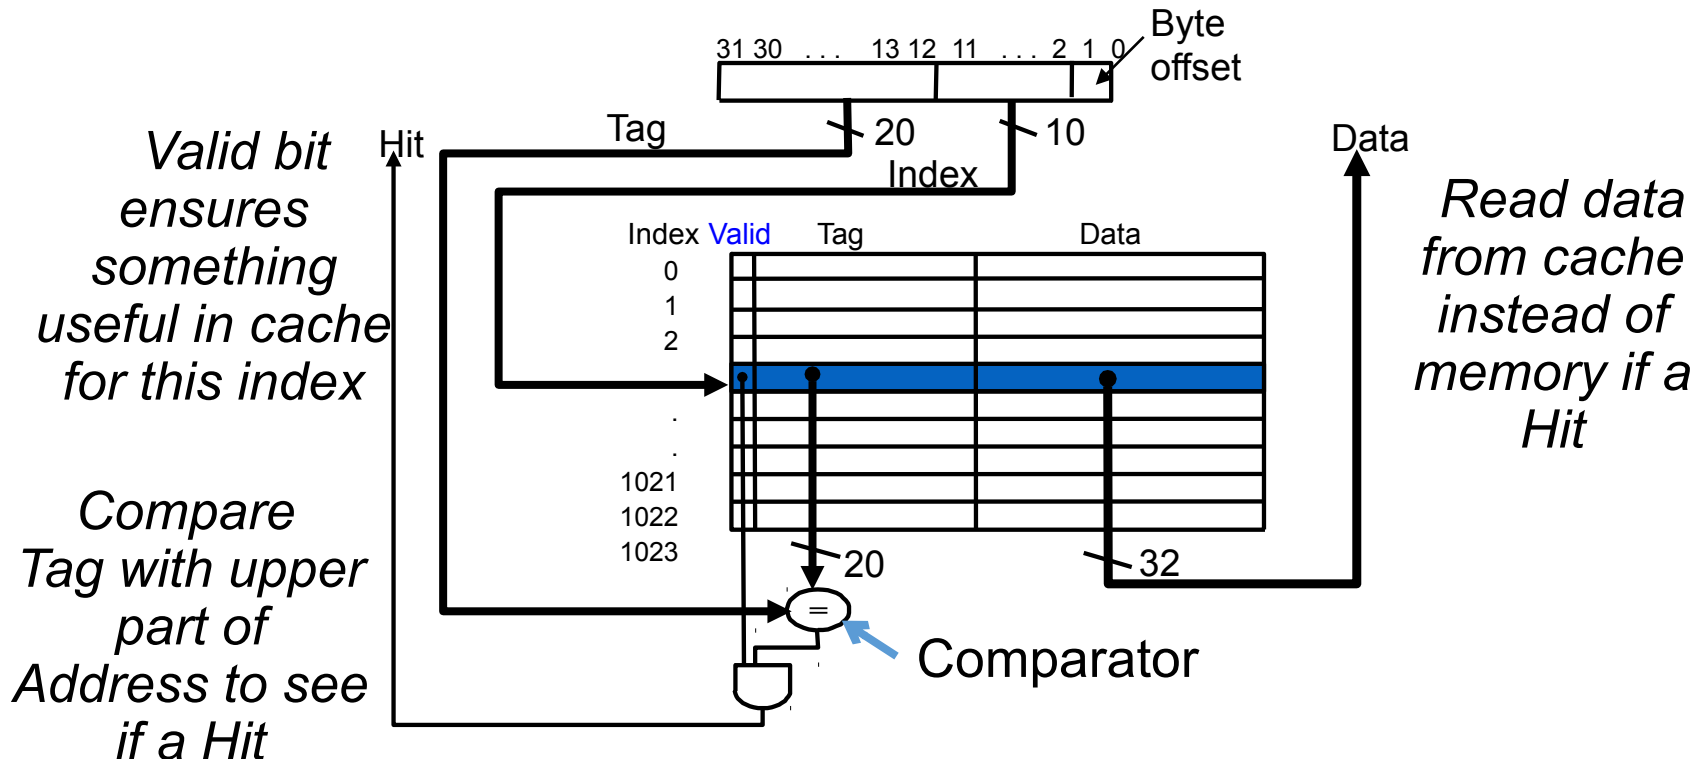 Byte
offset
31 30 . . . 13 12 11 . . . 2 1 0
Tag
20
10
Hit
Data
Index
Valid bit
ensures
something
useful in cache
for this index
Read data
from cache
instead of
memory if a
Hit
Index Valid Tag Data
0
1
2
.
.
1021
1022
1023
20
32
=
Comparator
Compare
Tag with upper
part of
Address to see
if a Hit